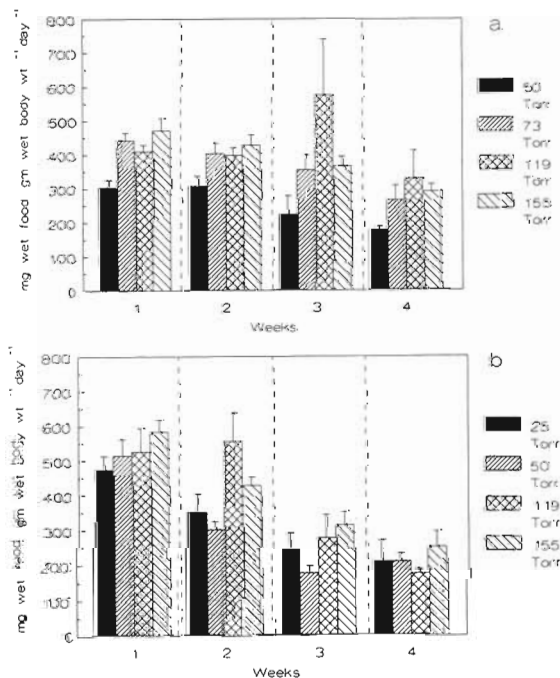 a
800
700
600
500
400
300
200
100
0
mg wet food gm wet body wt ⁻¹ day ⁻¹
1 2 3 4
Weeks
50 Torr
73 Torr
119 Torr
155 Torr
b
800
700
600
500
400
300
200
100
0
mg wet food gm wet body wt ⁻¹ day ⁻¹
1 2 3 4
Weeks
25 Torr
50 Torr
119 Torr
155 Torr